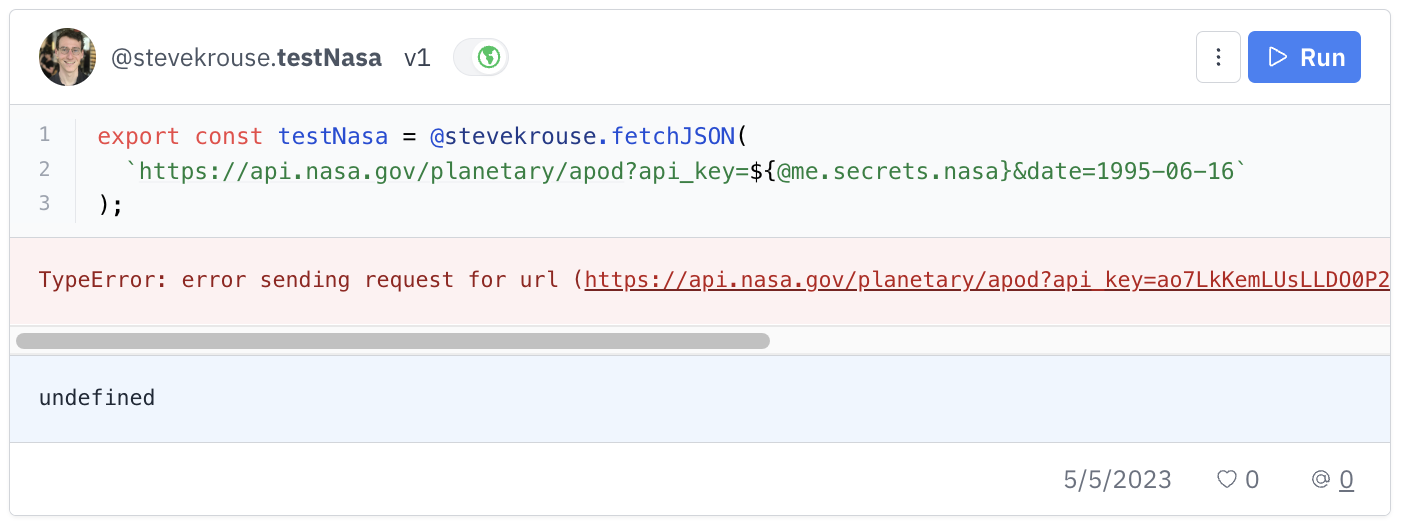 @stevekrouse.testNasa v1
Run
1 export const testNasa = @stevekrouse.fetchJSON(
2 `https://api.nasa.gov/planetary/apod?api_key=${@me.secrets.nasa}&date=1995-06-16`
3 );
TypeError: error sending request for url (https://api.nasa.gov/planetary/apod?api_key=ao7LkKemLUsLLDO0P2
undefined
5/5/2023 0 @ 0